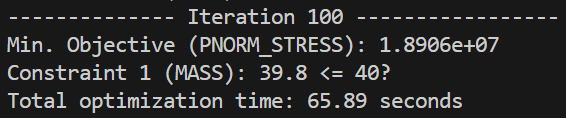 -------------- Iteration 100 -----------------
Min. Objective (PNORM_STRESS): 1.8906e+07
Constraint 1 (MASS): 39.8 <= 40?
Total optimization time: 65.89 seconds